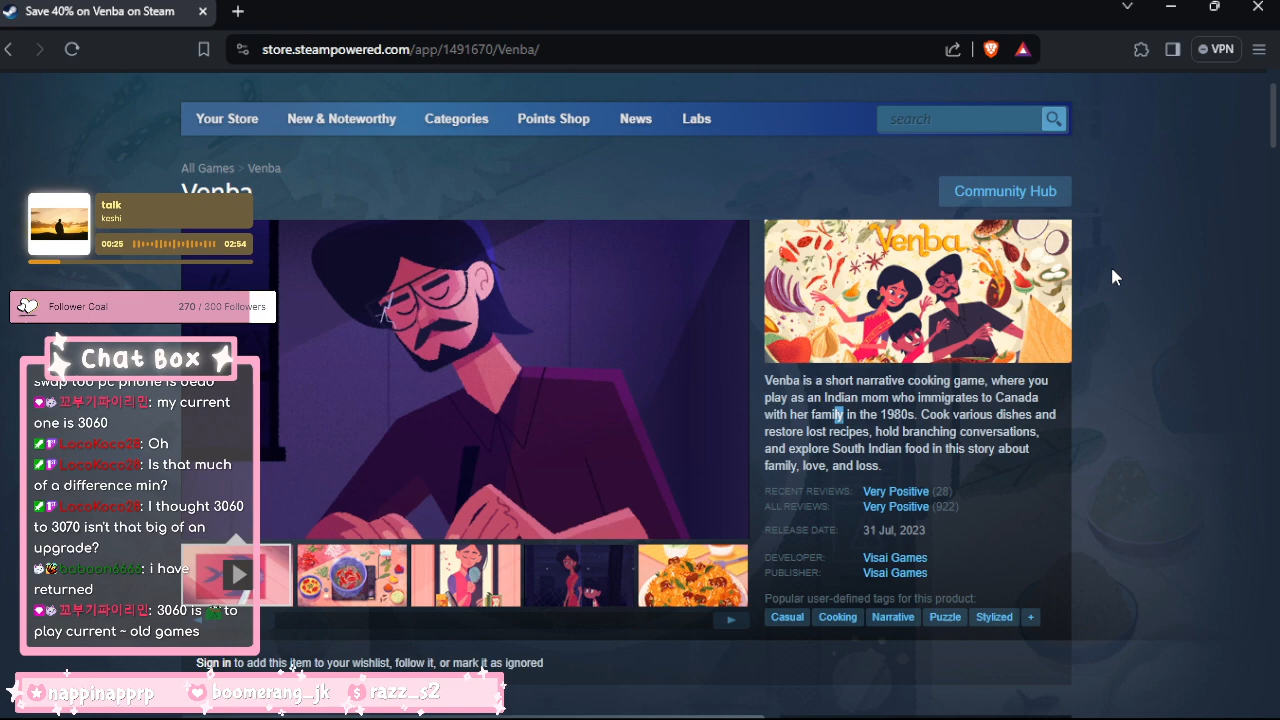 Save 40% on Venba on Steam
store.steampowered.com/app/1491670/Venba/
VPN
Your Store
New & Noteworthy
Categories
Points Shop
News
Labs
search
All Games > Venba
Venba
Community Hub
talk
keshi
00:25
02:54
Follower Goal
270 / 300 Followers
Chat Box
swap too pc phone is dead
꼬부기파이리민: my current
one is 3060
LocoKoco28: Oh
LocoKoco28: Is that much
of a difference min?
LocoKoco28: I thought 3060
to 3070 isn't that big of an
upgrade?
baboon6666: i have
returned
꼬부기파이리민: 3060 is to
play current ~ old games
Venba
Venba is a short narrative cooking game, where you
play as an Indian mom who immigrates to Canada
with her family in the 1980s. Cook various dishes and
restore lost recipes, hold branching conversations,
and explore South Indian food in this story about
family, love, and loss.
RECENT REVIEWS: Very Positive (28)
ALL REVIEWS: Very Positive (922)
RELEASE DATE: 31 Jul, 2023
DEVELOPER: Visai Games
PUBLISHER: Visai Games
Popular user-defined tags for this product:
Casual
Cooking
Narrative
Puzzle
Stylized
+
Sign in to add this item to your wishlist, follow it, or mark it as ignored
nappinapprp
boomerang_jk
razz_s2